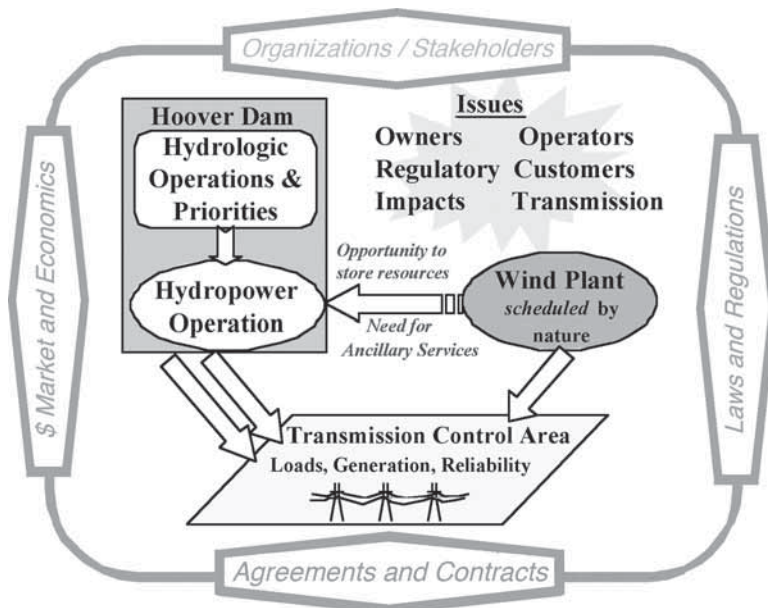 Organizations / Stakeholders
Hoover Dam
Hydrologic
Operations &
Priorities
Issues
Owners Operators
Regulatory Customers
Impacts Transmission
$ Market and Economics
Laws and Regulations
Opportunity to
store resources
Hydropower
Operation
Need for
Ancillary Services
Wind Plant
scheduled by
nature
Transmission Control Area
Loads, Generation, Reliability
Agreements and Contracts